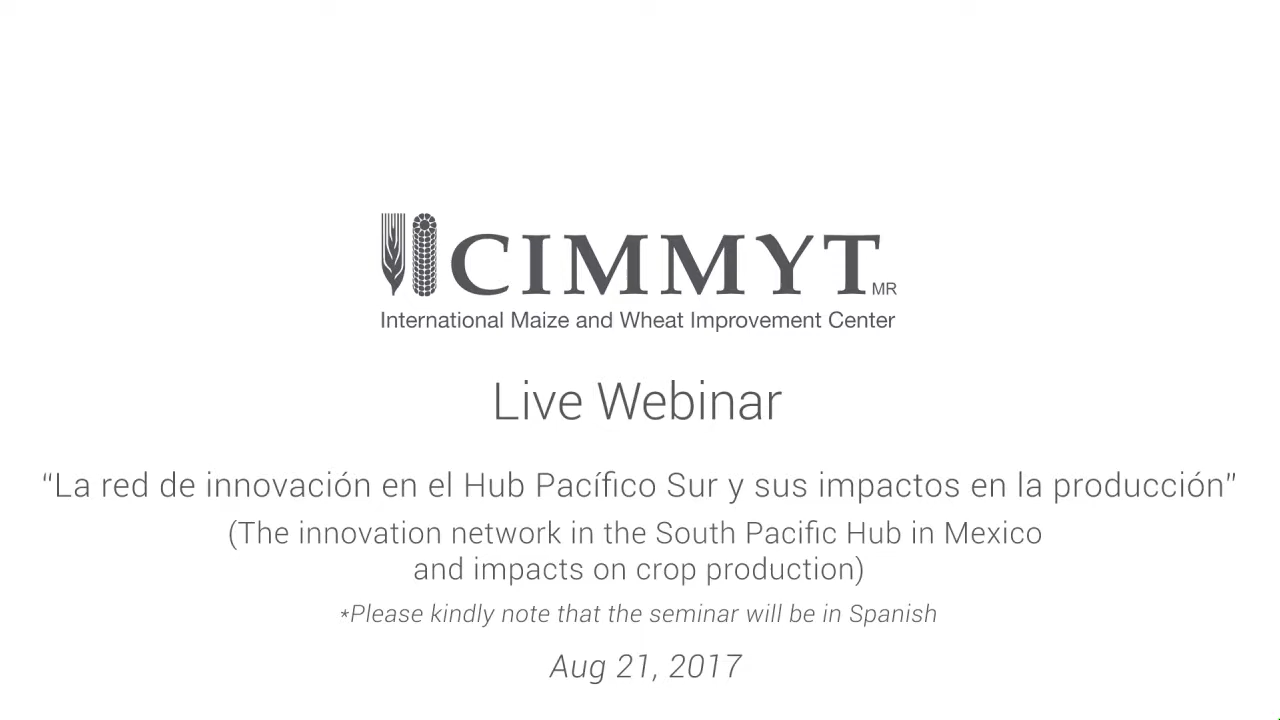 CIMMYT MR
International Maize and Wheat Improvement Center
Live Webinar
“La red de innovación en el Hub Pacífico Sur y sus impactos en la producción”
(The innovation network in the South Pacific Hub in Mexico
and impacts on crop production)
*Please kindly note that the seminar will be in Spanish
Aug 21, 2017